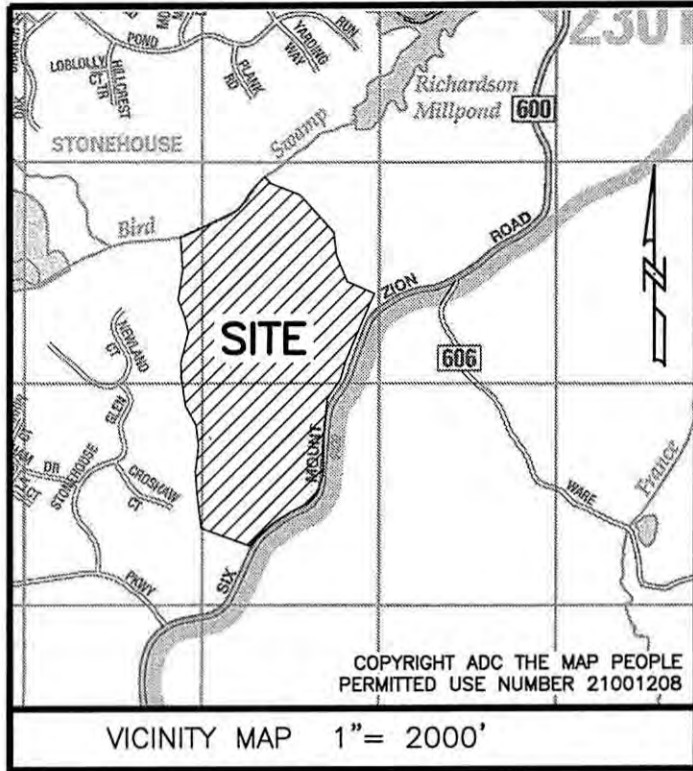 230
RUN
YARDING
WAY
POND
LOBLOLLY
CT
HILLCREST
TR
PLANK
RD
Richardson
Millpond
600
STONEHOUSE
Swamp
Bird
ROAD
ZION
N
SITE
606
NEWLAND
CT
GLEN
MOUNT
DR
STONEHOUSE
CROSHAW
CT
WARE
France
PKWY
SIX
COPYRIGHT ADC THE MAP PEOPLE
PERMITTED USE NUMBER 21001208
VICINITY MAP 1"= 2000'